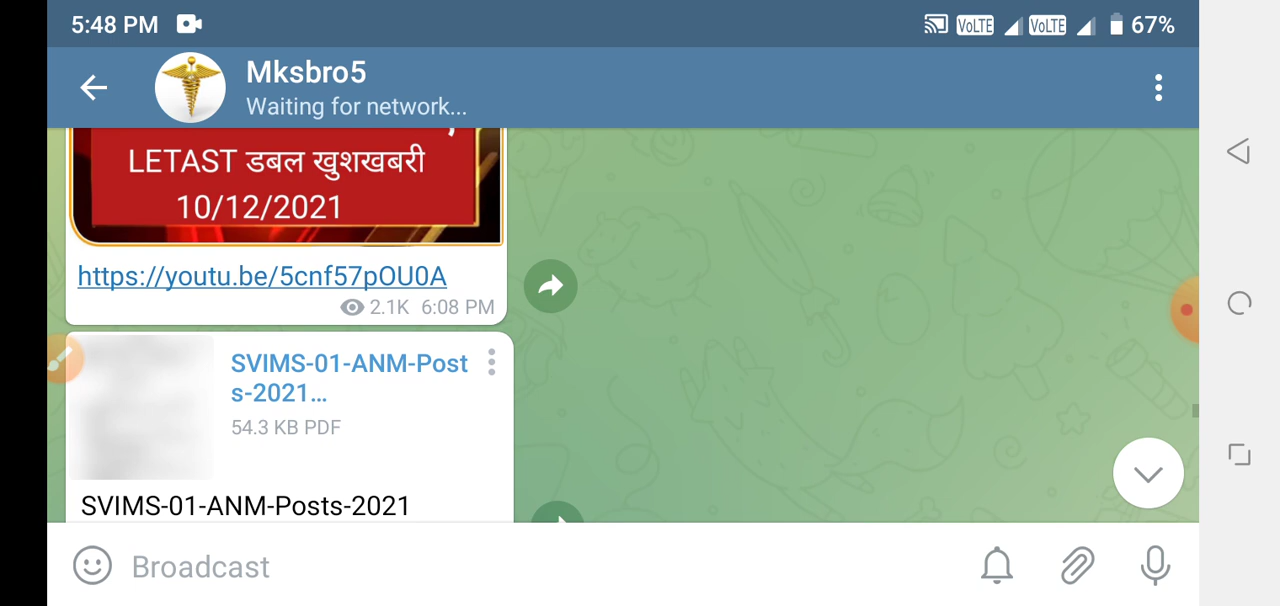 5:48 PM VoLTE VoLTE 67%
Mksbro5
Waiting for network...
LETAST डबल खुशखबरी
10/12/2021
https://youtu.be/5cnf57pOU0A
2.1K 6:08 PM
SVIMS-01-ANM-Post
s-2021...
54.3 KB PDF
SVIMS-01-ANM-Posts-2021
Broadcast